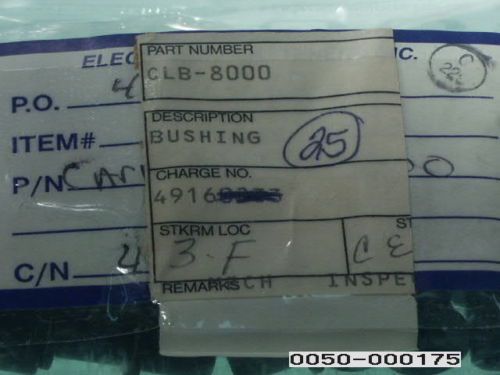 PART NUMBER
CLB-8000
DESCRIPTION
BUSHING 25
CHARGE NO.
4916
STKRM LOC
3-F CE
REMARKS
INSPE
ELEC
P.O. 4
ITEM#
P/N
C/N 4
0050-000175